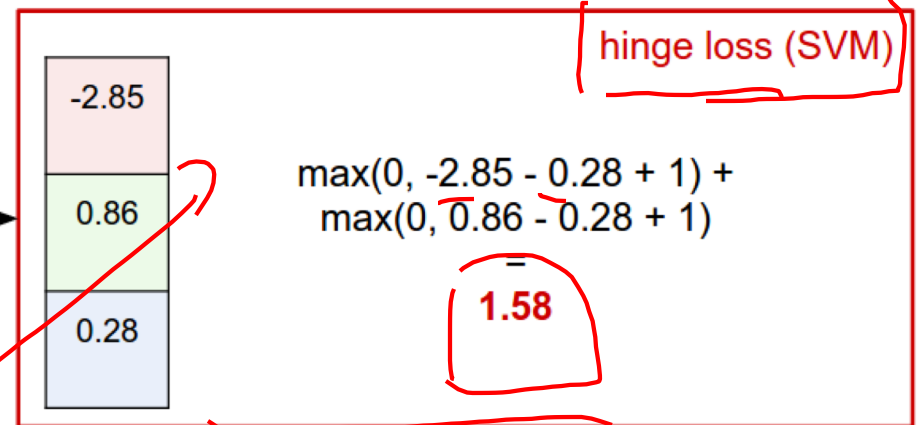 hinge loss (SVM)
-2.85
0.86
0.28
max(0, -2.85 - 0.28 + 1) +
max(0, 0.86 - 0.28 + 1)
=
1.58